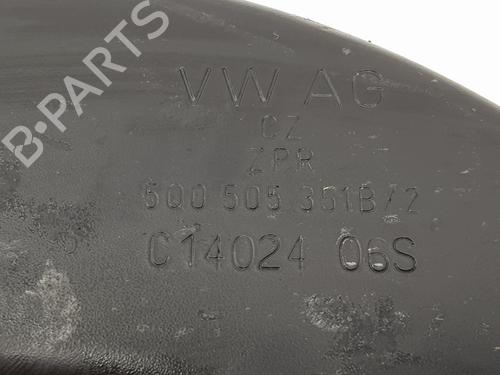 B-PARTS
VW AG
CZ
ZPR
5Q0 505 351B/2
C14024 06S